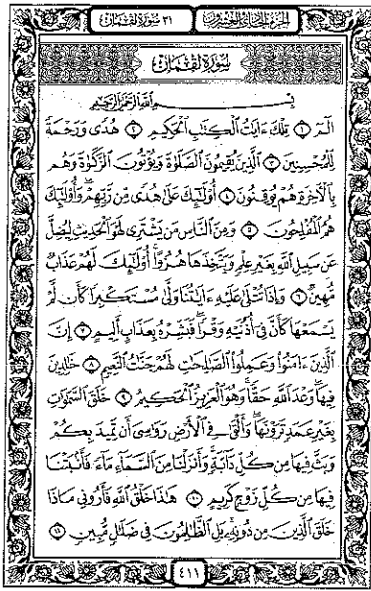 الجزء الحادي والعشرون
٣١ سورة لقمان
سورة لقمان
بسم الله الرحمن الرحيم
الٓمٓ ١ تِلْكَ ءَايَٰتُ ٱلْكِتَٰبِ ٱلْحَكِيمِ ٢ هُدًى وَرَحْمَةً
لِّلْمُحْسِنِينَ ٣ ٱلَّذِينَ يُقِيمُونَ ٱلصَّلَوٰةَ وَيُؤْتُونَ ٱلزَّكَوٰةَ وَهُم
بِٱلْءَاخِرَةِ هُمْ يُوقِنُونَ ٤ أُو۟لَٰٓئِكَ عَلَىٰ هُدًى مِّن رَّبِّهِمْ ۖ وَأُو۟لَٰٓئِكَ
هُمُ ٱلْمُفْلِحُونَ ٥ وَمِنَ ٱلنَّاسِ مَن يَشْتَرِى لَهْوَ ٱلْحَدِيثِ لِيُضِلَّ
عَن سَبِيلِ ٱللَّهِ بِغَيْرِ عِلْمٍ وَيَتَّخِذَهَا هُزُوًا ۚ أُو۟لَٰٓئِكَ لَهُمْ عَذَابٌ
مُّهِينٌ ٦ وَإِذَا تُتْلَىٰ عَلَيْهِ ءَايَٰتُنَا وَلَّىٰ مُسْتَكْبِرًا كَأَن لَّمْ
يَسْمَعْهَا كَأَنَّ فِىٓ أُذُنَيْهِ وَقْرًا ۖ فَبَشِّرْهُ بِعَذَابٍ أَلِيمٍ ٧ إِنَّ
ٱلَّذِينَ ءَامَنُوا۟ وَعَمِلُوا۟ ٱلصَّٰلِحَٰتِ لَهُمْ جَنَّٰتُ ٱلنَّعِيمِ ٨ خَٰلِدِينَ
فِيهَا ۖ وَعْدَ ٱللَّهِ حَقًّا ۚ وَهُوَ ٱلْعَزِيزُ ٱلْحَكِيمُ ٩ خَلَقَ ٱلسَّمَٰوَٰتِ
بِغَيْرِ عَمَدٍ تَرَوْنَهَا ۖ وَأَلْقَىٰ فِى ٱلْأَرْضِ رَوَٰسِىَ أَن تَمِيدَ بِكُمْ
وَبَثَّ فِيهَا مِن كُلِّ دَآبَّةٍ ۚ وَأَنزَلْنَا مِنَ ٱلسَّمَآءِ مَآءً فَأَنۢبَتْنَا
فِيهَا مِن كُلِّ زَوْجٍ كَرِيمٍ ١٠ هَٰذَا خَلْقُ ٱللَّهِ فَأَرُونِى مَاذَا
خَلَقَ ٱلَّذِينَ مِن دُونِهِۦ ۚ بَلِ ٱلظَّٰلِمُونَ فِى ضَلَٰلٍ مُّبِينٍ ١١
٤١١